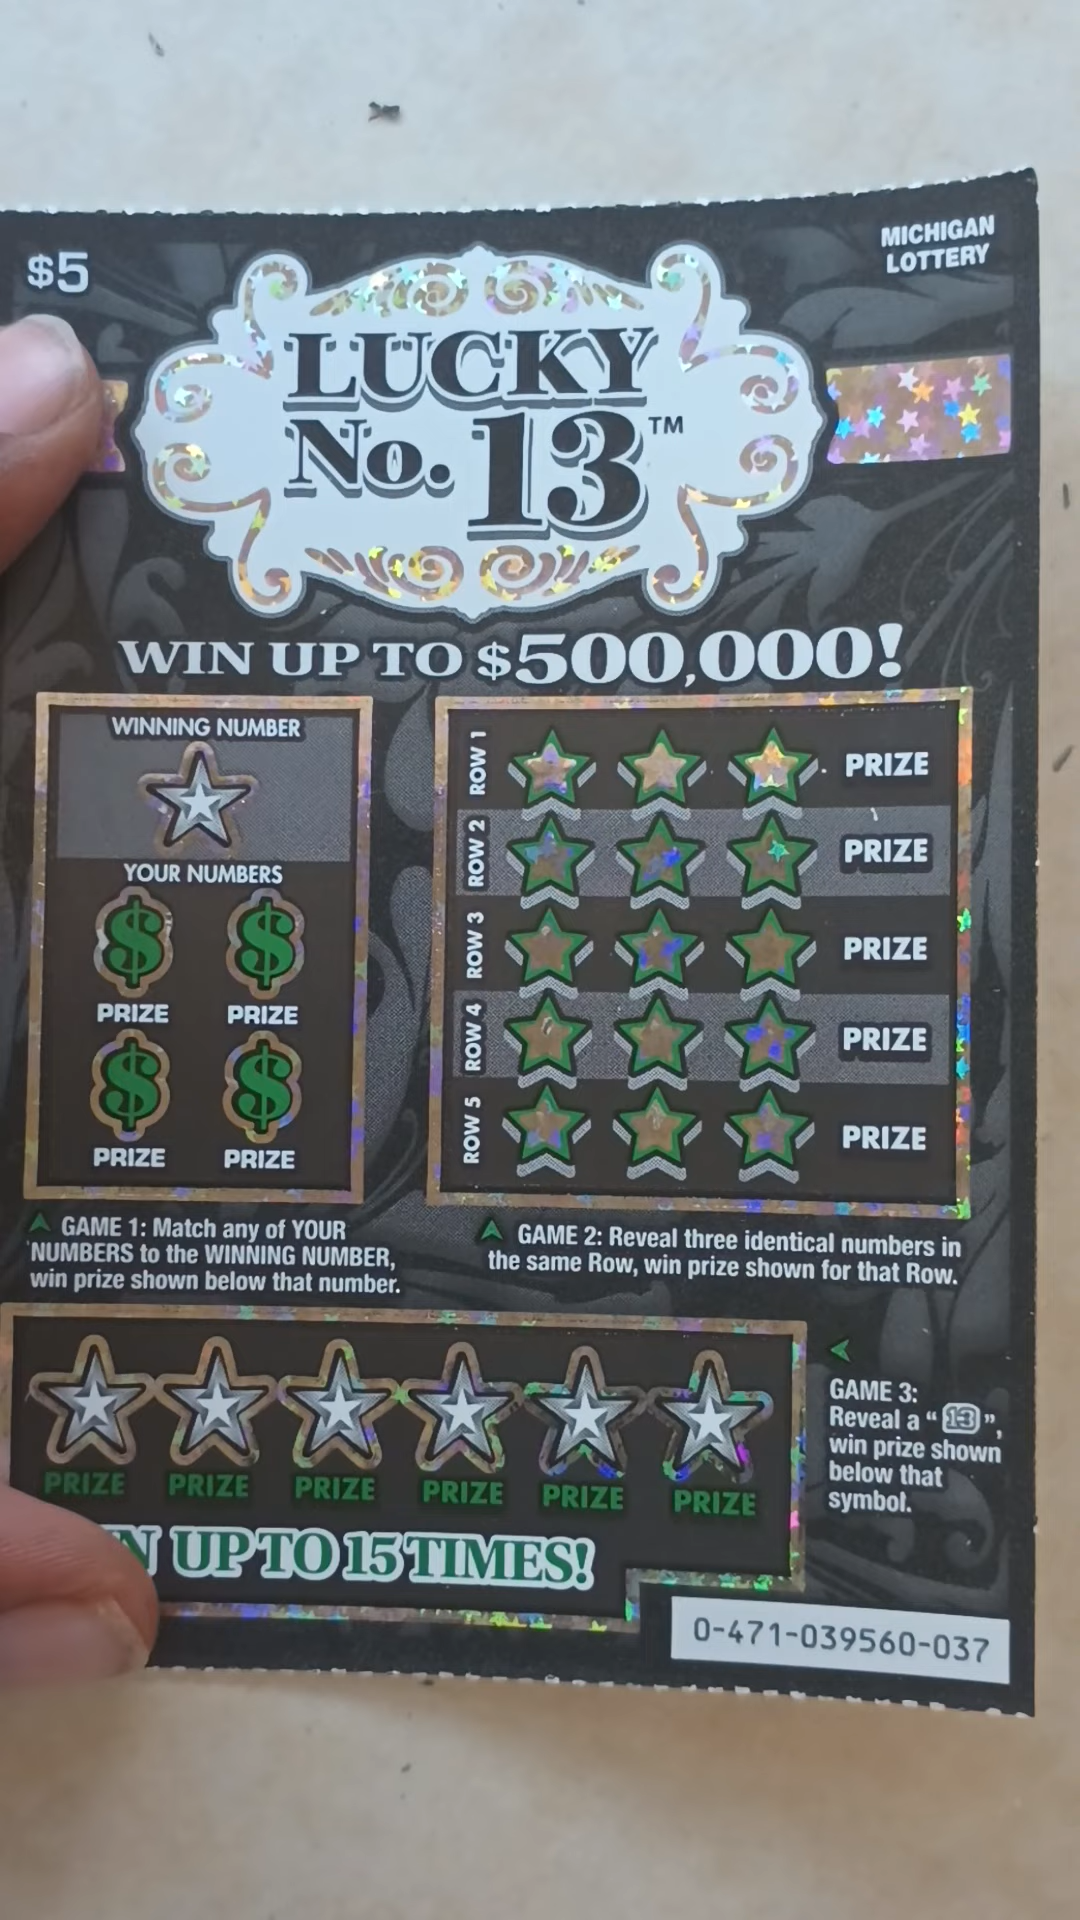 $5
MICHIGAN
LOTTERY
LUCKY
No. 13™
WIN UP TO $500,000!
WINNING NUMBER
YOUR NUMBERS
$ $
PRIZE PRIZE
$ $
PRIZE PRIZE
ROW 1 PRIZE
ROW 2 PRIZE
ROW 3 PRIZE
ROW 4 PRIZE
ROW 5 PRIZE
GAME 1: Match any of YOUR
NUMBERS to the WINNING NUMBER,
win prize shown below that number.
GAME 2: Reveal three identical numbers in
the same Row, win prize shown for that Row.
PRIZE PRIZE PRIZE PRIZE PRIZE PRIZE
UP TO 15 TIMES!
GAME 3:
Reveal a “13”,
win prize shown
below that
symbol.
0-471-039560-037